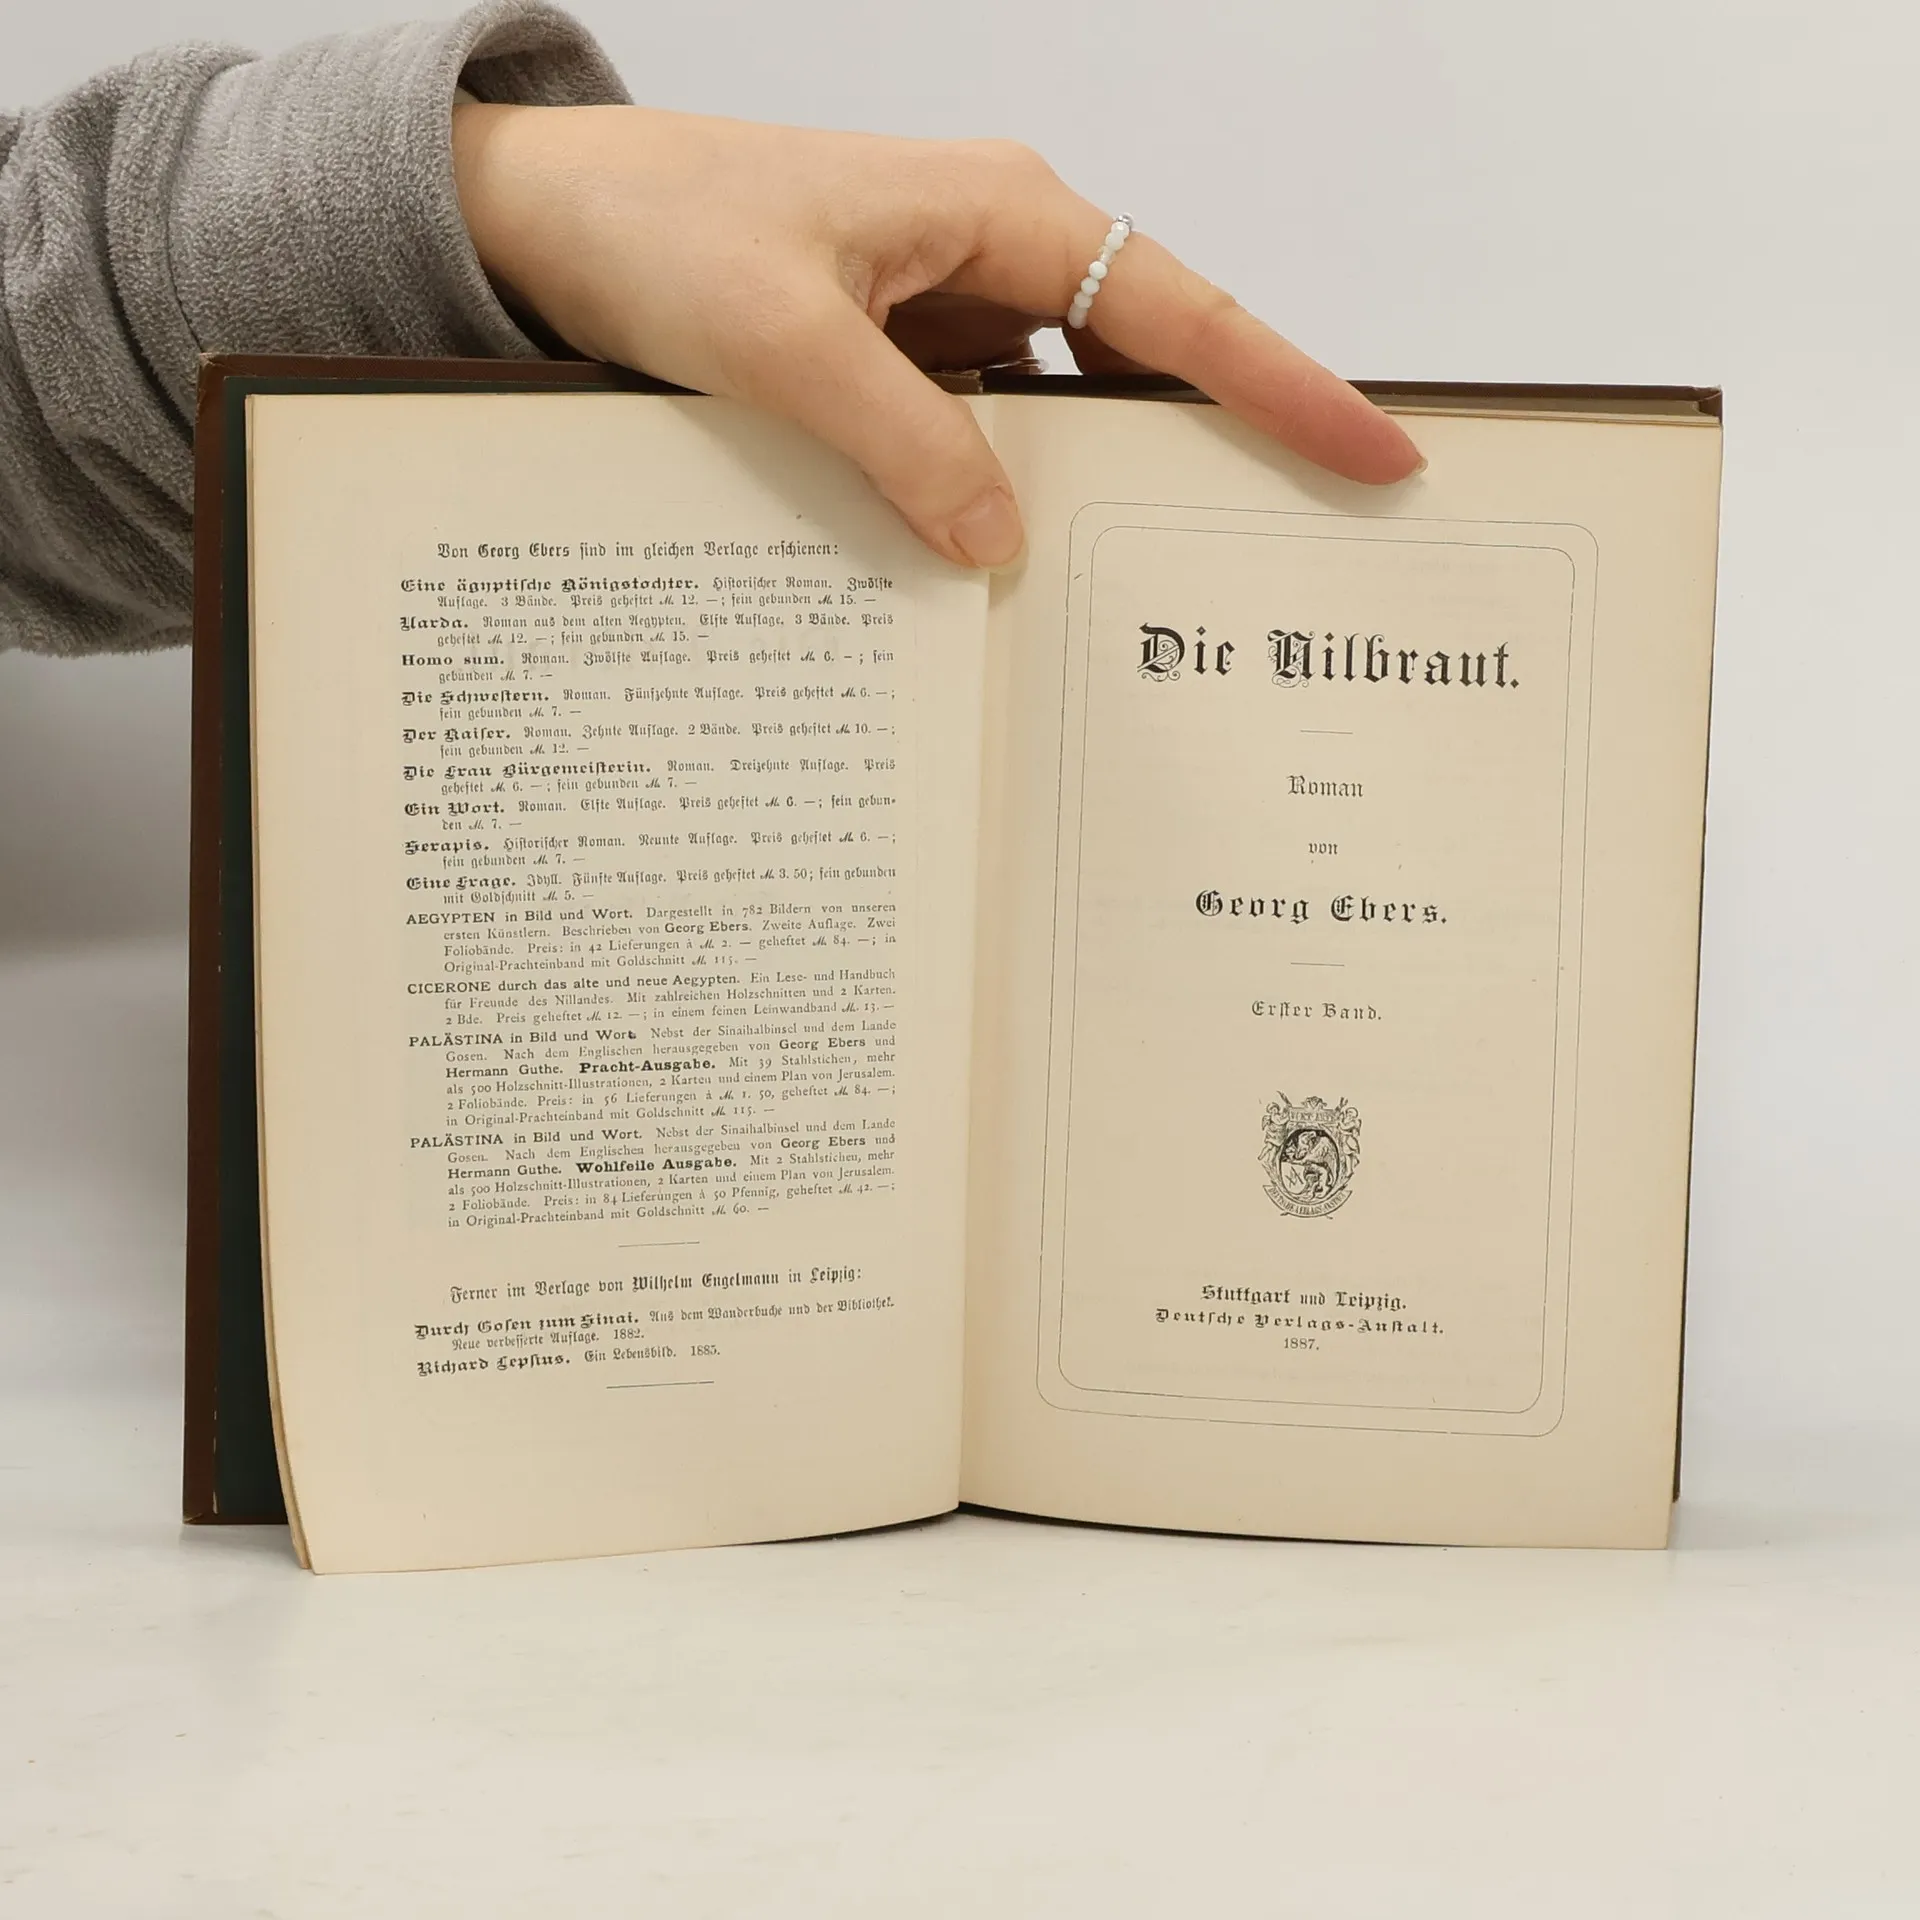 Von Georg Ebers sind im gleichen Verlage erschienen:
Eine ägyptische Königstochter. Historischer Roman. Zwölfte
Auflage. 3 Bände. Preis geheftet M. 12. —; fein gebunden M. 15. —
Uarda. Roman aus dem alten Aegypten. Elfte Auflage. 3 Bände. Preis
geheftet M. 12. —; fein gebunden M. 15. —
Homo sum. Roman. Zwölfte Auflage. Preis geheftet M. 6. —; fein
gebunden M. 7. —
Die Schwestern. Roman. Fünfzehnte Auflage. Preis geheftet M. 6. —;
fein gebunden M. 7. —
Der Kaiser. Roman. Zehnte Auflage. 2 Bände. Preis geheftet M. 10. —;
fein gebunden M. 12. —
Die Frau Bürgemeisterin. Roman. Dreizehnte Auflage. Preis
geheftet M. 6. —; fein gebunden M. 7. —
Ein Wort. Roman. Elfte Auflage. Preis geheftet M. 6. —; fein gebun-
den M. 7. —
Serapis. Historischer Roman. Neunte Auflage. Preis geheftet M. 6. —;
fein gebunden M. 7. —
Eine Frage. Idyll. Fünfte Auflage. Preis geheftet M. 3. 50; fein gebunden
mit Goldschnitt M. 5. —
AEGYPTEN in Bild und Wort. Dargestellt in 782 Bildern von unseren
ersten Künstlern. Beschrieben von Georg Ebers. Zweite Auflage. Zwei
Foliobände. Preis: in 42 Lieferungen à M. 2. — geheftet M. 84. —; in
Original-Prachteinband mit Goldschnitt M. 115. —
CICERONE durch das alte und neue Aegypten. Ein Lese- und Handbuch
für Freunde des Nillandes. Mit zahlreichen Holzschnitten und 2 Karten.
2 Bde. Preis geheftet M. 12. —; in einem feinen Leinwandband M. 13. —
PALÄSTINA in Bild und Wort. Nebst der Sinaihalbinsel und dem Lande
Gosen. Nach dem Englischen herausgegeben von Georg Ebers und
Hermann Guthe. Pracht-Ausgabe. Mit 39 Stahlstichen, mehr
als 500 Holzschnitt-Illustrationen, 2 Karten und einem Plan von Jerusalem.
2 Foliobände. Preis: in 56 Lieferungen à M. 1. 50, geheftet M. 84. —;
in Original-Prachteinband mit Goldschnitt M. 115. —
PALÄSTINA in Bild und Wort. Nebst der Sinaihalbinsel und dem Lande
Gosen. Nach dem Englischen herausgegeben von Georg Ebers und
Hermann Guthe. Wohlfeile Ausgabe. Mit 2 Stahlstichen, mehr
als 500 Holzschnitt-Illustrationen, 2 Karten und einem Plan von Jerusalem.
2 Foliobände. Preis: in 84 Lieferungen à 50 Pfennig, geheftet M. 42. —;
in Original-Prachteinband mit Goldschnitt M. 60. —
Ferner im Verlage von Wilhelm Engelmann in Leipzig:
Durch Gosen zum Sinai. Aus dem Wanderbuche und der Bibliothek.
Neue verbesserte Auflage. 1882.
Richard Lepsius. Ein Lebensbild. 1885.
Die Nilbraut.
Roman
von
Georg Ebers.
Erster Band.
Stuttgart und Leipzig.
Deutsche Verlags-Anstalt.
1887.